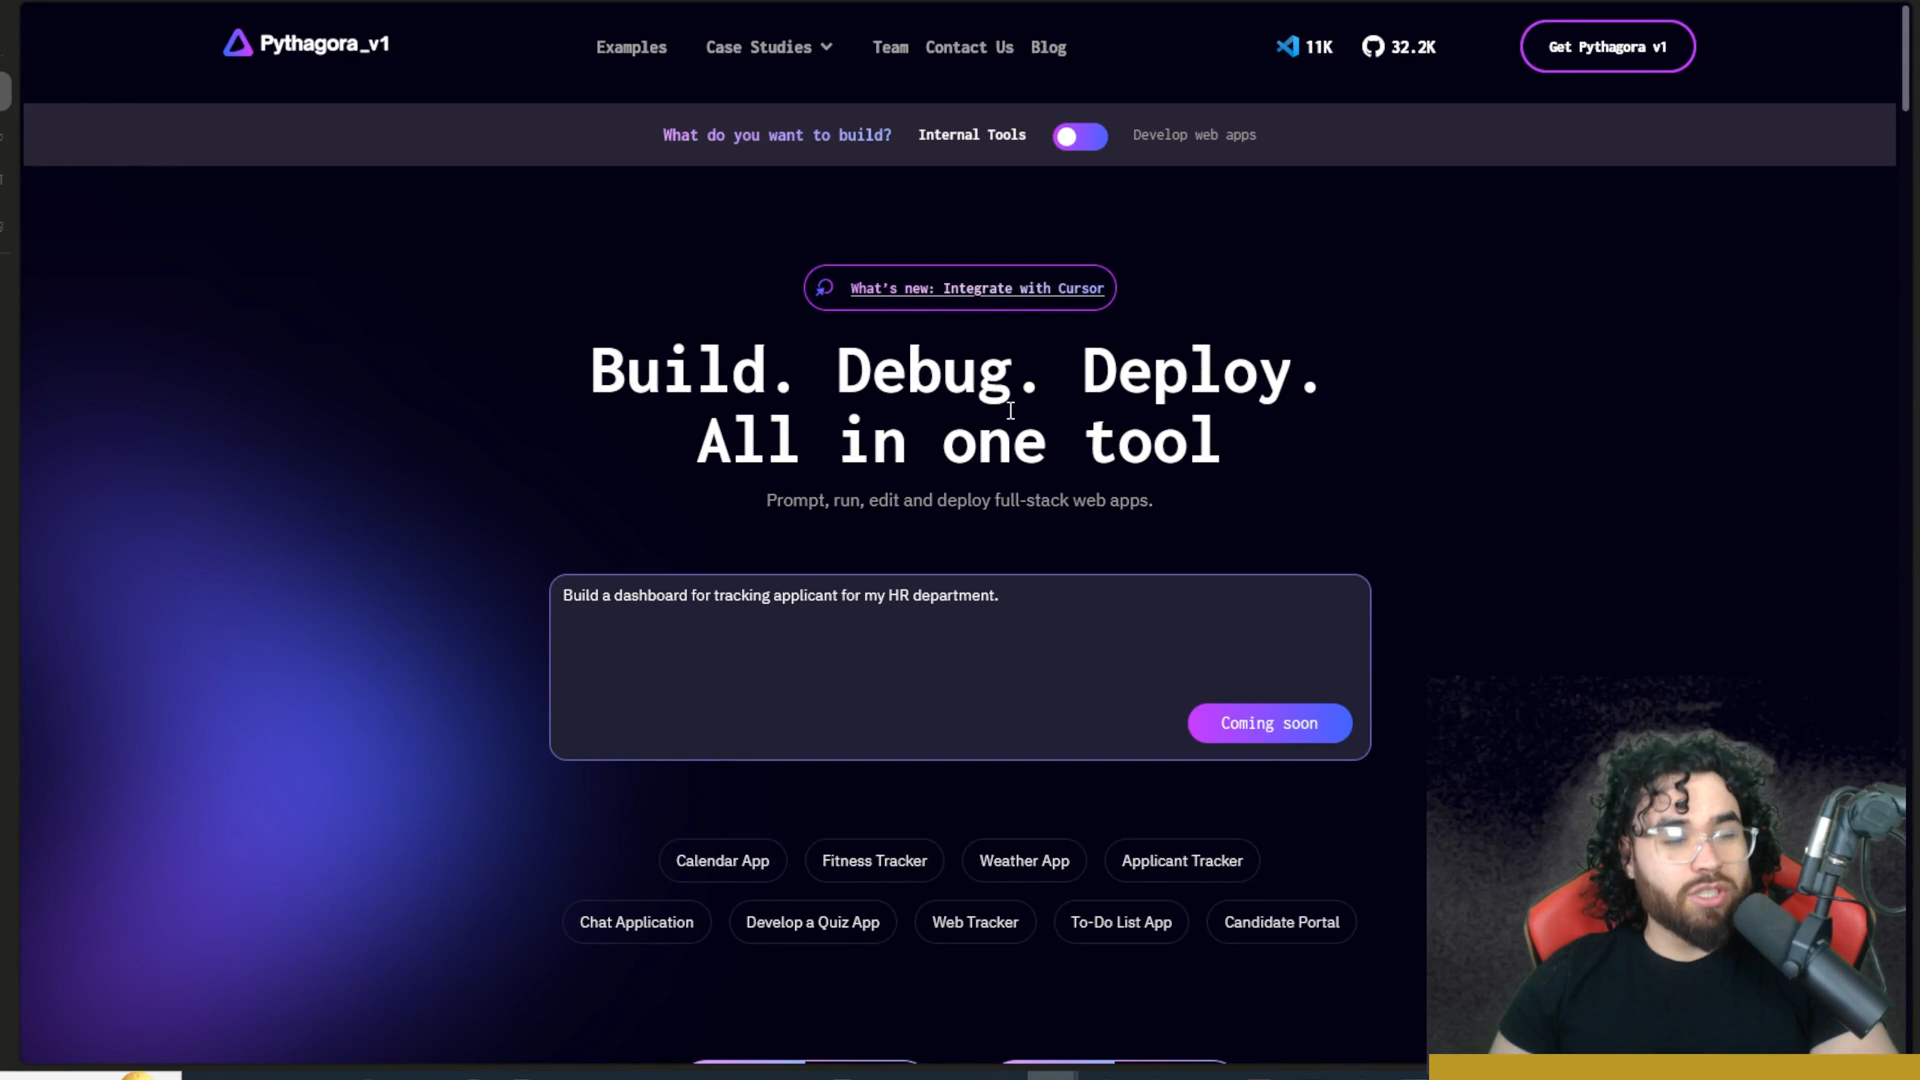 Pythagora_v1
Examples
Case Studies
Team
Contact Us
Blog
11K
32.2K
Get Pythagora v1
What do you want to build?
Internal Tools
Develop web apps
What's new: Integrate with Cursor
Build. Debug. Deploy.
All in one tool
Prompt, run, edit and deploy full-stack web apps.
Build a dashboard for tracking applicant for my HR department.
Coming soon
Calendar App
Fitness Tracker
Weather App
Applicant Tracker
Chat Application
Develop a Quiz App
Web Tracker
To-Do List App
Candidate Portal